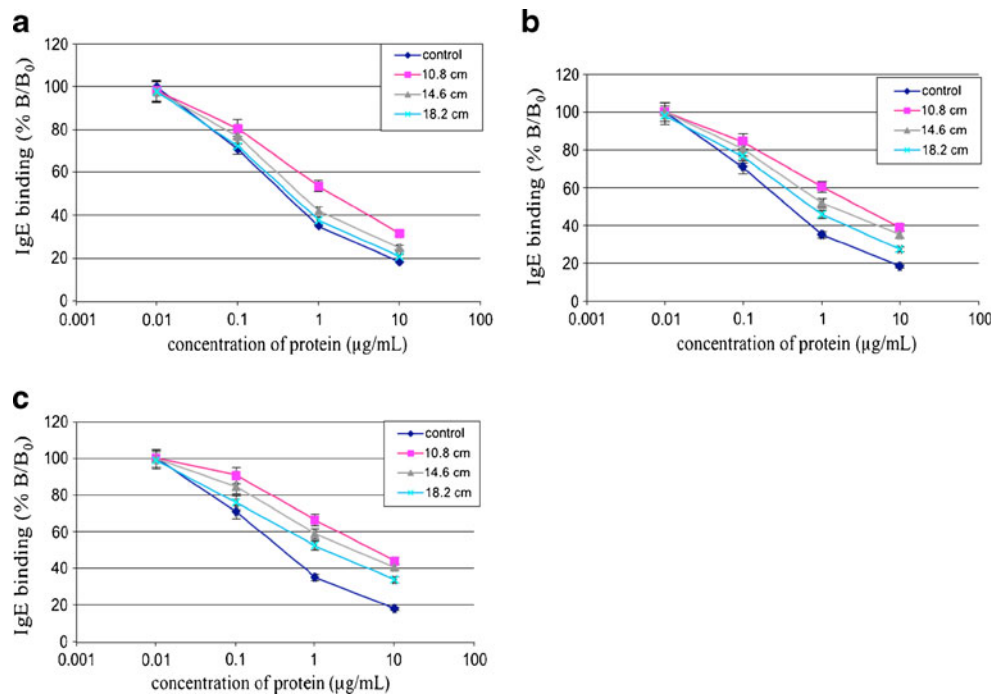 a
IgE binding (% B/B0)
120
100
80
60
40
20
0
0.001 0.01 0.1 1 10 100
concentration of protein (µg/mL)
control
10.8 cm
14.6 cm
18.2 cm
b
IgE binding (% B/B0)
120
100
80
60
40
20
0
0.001 0.01 0.1 1 10 100
concentration of protein (µg/mL)
control
10.8 cm
14.6 cm
18.2 cm
c
IgE binding (% B/B0)
120
100
80
60
40
20
0
0.001 0.01 0.1 1 10 100
concentration of protein (µg/mL)
control
10.8 cm
14.6 cm
18.2 cm